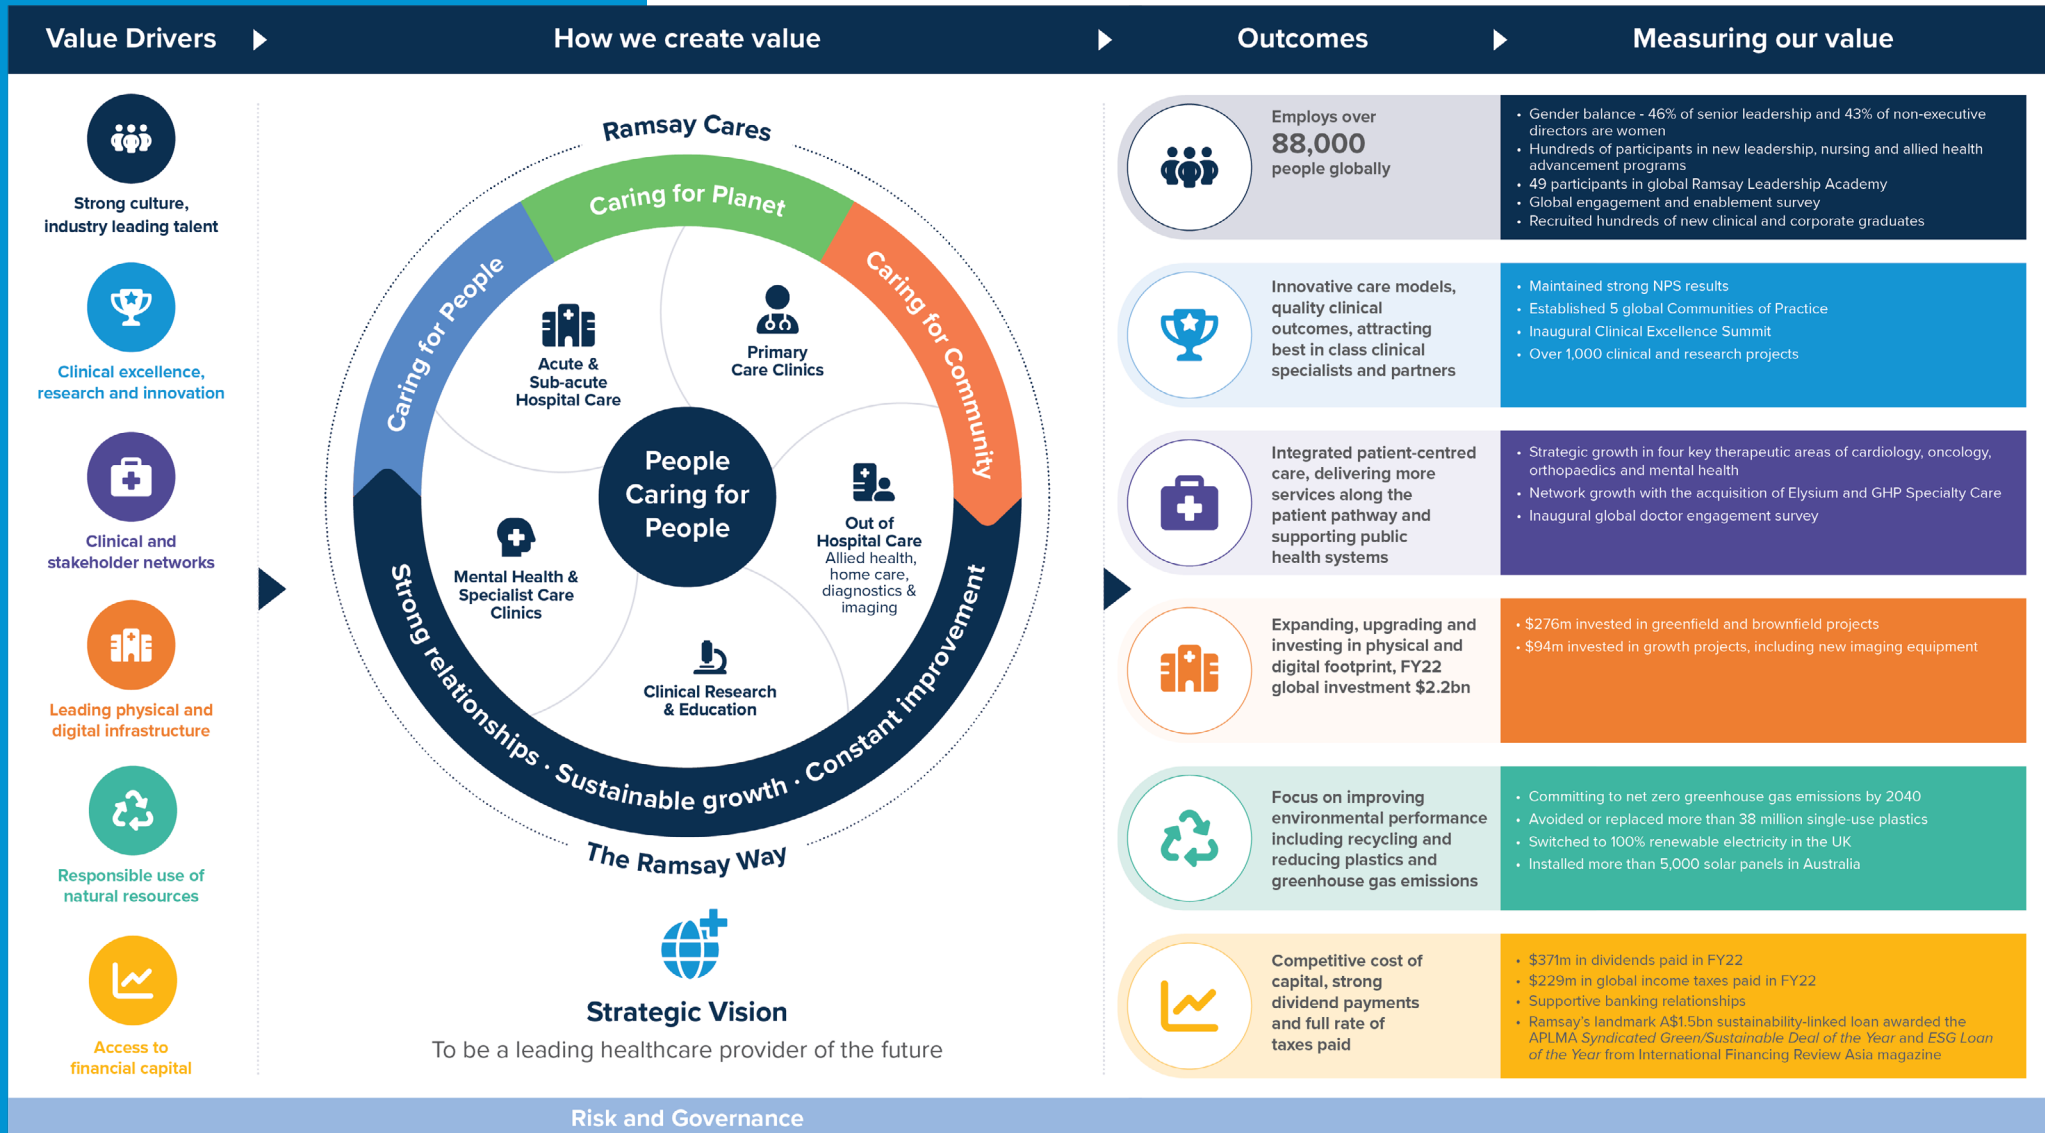 Value Drivers
How we create value
Outcomes
Measuring our value
Strong culture,
industry leading talent
Clinical excellence,
research and innovation
Clinical and
stakeholder networks
Leading physical and
digital infrastructure
Responsible use of
natural resources
Access to
financial capital
Ramsay Cares
Caring for People
Caring for Planet
Caring for Community
Acute &
Sub-acute
Hospital Care
Primary
Care Clinics
People
Caring for
People
Out of
Hospital Care
Allied health,
home care,
diagnostics &
imaging
Mental Health &
Specialist Care
Clinics
Clinical Research
& Education
Strong relationships · Sustainable growth · Constant improvement
The Ramsay Way
Strategic Vision
To be a leading healthcare provider of the future
Employs over
88,000
people globally
• Gender balance - 46% of senior leadership and 43% of non-executive
directors are women
• Hundreds of participants in new leadership, nursing and allied health
advancement programs
• 49 participants in global Ramsay Leadership Academy
• Global engagement and enablement survey
• Recruited hundreds of new clinical and corporate graduates
Innovative care models,
quality clinical
outcomes, attracting
best in class clinical
specialists and partners
• Maintained strong NPS results
• Established 5 global Communities of Practice
• Inaugural Clinical Excellence Summit
• Over 1,000 clinical and research projects
Integrated patient-centred
care, delivering more
services along the
patient pathway and
supporting public
health systems
• Strategic growth in four key therapeutic areas of cardiology, oncology,
orthopaedics and mental health
• Network growth with the acquisition of Elysium and GHP Specialty Care
• Inaugural global doctor engagement survey
Expanding, upgrading and
investing in physical and
digital footprint, FY22
global investment $2.2bn
• $276m invested in greenfield and brownfield projects
• $94m invested in growth projects, including new imaging equipment
Focus on improving
environmental performance
including recycling and
reducing plastics and
greenhouse gas emissions
• Committing to net zero greenhouse gas emissions by 2040
• Avoided or replaced more than 38 million single-use plastics
• Switched to 100% renewable electricity in the UK
• Installed more than 5,000 solar panels in Australia
Competitive cost of
capital, strong
dividend payments
and full rate of
taxes paid
• $371m in dividends paid in FY22
• $229m in global income taxes paid in FY22
• Supportive banking relationships
• Ramsay's landmark A$1.5bn sustainability-linked loan awarded the
APLMA Syndicated Green/Sustainable Deal of the Year and ESG Loan
of the Year from International Financing Review Asia magazine
Risk and Governance